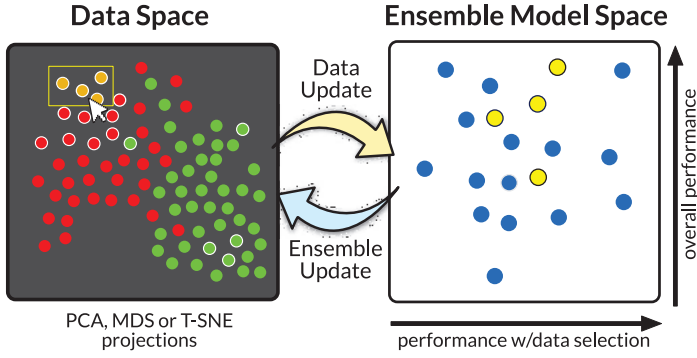 Data Space
Ensemble Model Space
Data
Update
Ensemble
Update
overall performance
PCA, MDS or T-SNE
projections
performance w/data selection